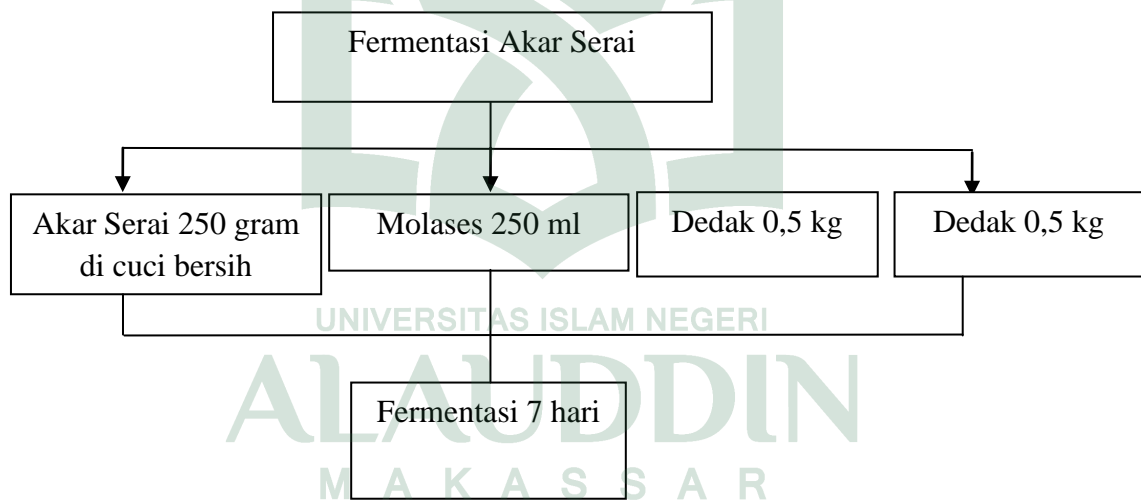 Fermentasi Akar Serai
Akar Serai 250 gram
di cuci bersih
Molases 250 ml
Dedak 0,5 kg
Dedak 0,5 kg
UNIVERSITAS ISLAM NEGERI
ALAUDDIN
Fermentasi 7 hari
MAKASSAR